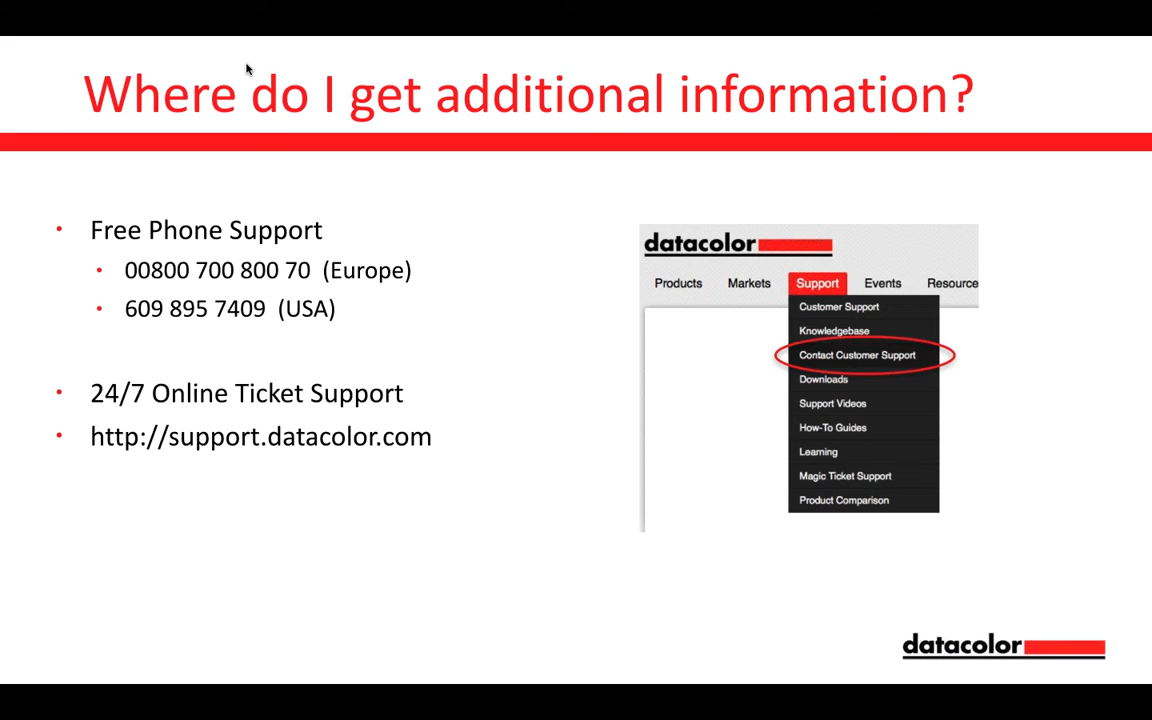 Where do I get additional information?
• Free Phone Support
• 00800 700 800 70 (Europe)
• 609 895 7409 (USA)
• 24/7 Online Ticket Support
• http://support.datacolor.com
datacolor
Products Markets Support Events Resource
Customer Support
Knowledgebase
Contact Customer Support
Downloads
Support Videos
How-To Guides
Learning
Magic Ticket Support
Product Comparison
datacolor